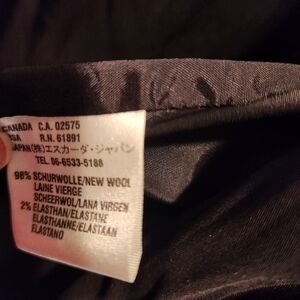 CANADA C.A. 02575
USA R.N. 61891
JAPAN(株)エスカーダ・ジャパン
TEL. 06-6533-5188
98% SCHURWOLLE/NEW WOOL
LAINE VIERGE
SCHEERWOL/LANA VIRGEN
2% ELASTHAN/ELASTANE
ELASTHANNE/ELASTAAN
ELASTANO